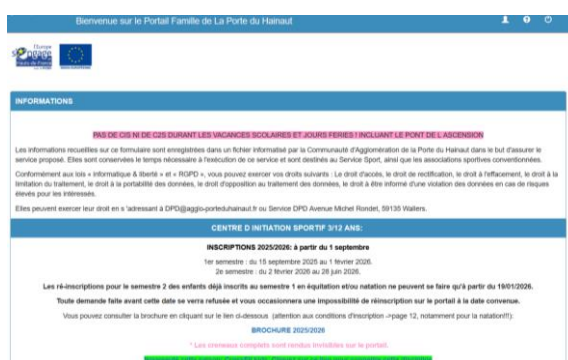 Bienvenue sur le Portail Famille de La Porte du Hainaut
l'Europe
s'engage
INFORMATIONS
PAS DE CIS NI DE C2S DURANT LES VACANCES SCOLAIRES ET JOURS FERIES ! INCLUANT LE PONT DE L ASCENSION
Les informations recueillies sur ce formulaire sont enregistrées dans un fichier informatisé par la Communauté d'Agglomération de la Porte du Hainaut dans le but d'assurer le
service proposé. Elles sont conservées le temps nécessaire à l'exécution de ce service et sont destinés au Service Sport, ainsi que les associations sportives conventionnées.
Conformément aux lois « Informatique & liberté » et « RGPD », vous pouvez exercer vos droits suivants : Le droit d'accès, le droit de rectification, le droit à l'effacement, le droit à la
limitation du traitement, le droit à la portabilité des données, le droit d'opposition au traitement des données, le droit à être informé d'une violation des données en cas de risques
élevés pour les intéressés.
Elles peuvent exercer leur droit en s 'adressant à DPD@agglo-porteduhainaut.fr ou Service DPD Avenue Michel Rondet, 59135 Wallers.
CENTRE D INITIATION SPORTIF 3/12 ANS:
INSCRIPTIONS 2025/2026: à partir du 1 septembre
1er semestre : du 15 septembre 2025 au 1 février 2026.
2e semestre : du 2 février 2026 au 28 juin 2026.
Les ré-inscriptions pour le semestre 2 des enfants déjà inscrits au semestre 1 en équitation et/ou natation ne peuvent se faire qu'à partir du 19/01/2026.
Toute demande faite avant cette date se verra refusée et vous occasionnera une impossibilité de réinscription sur le portail à la date convenue.
Vous pouvez consulter la brochure en cliquant sur le lien ci-dessous (attention aux conditions d'inscription ->page 12, notamment pour la natation!!!):
BROCHURE 2025/2026
* Les creneaux complets sont rendus invisibles sur le portail.